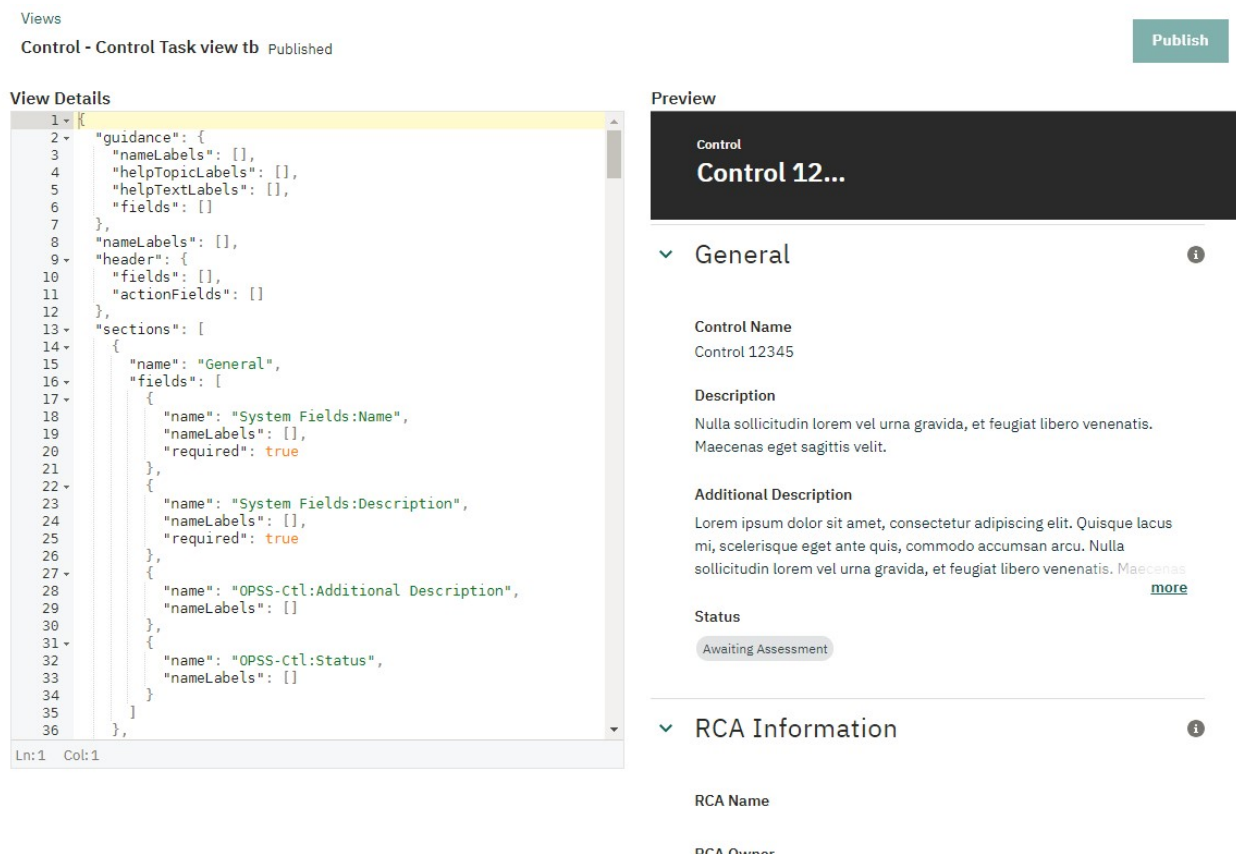 Views
Control - Control Task view tb Published
Publish
View Details
1 {
2 "guidance": {
3 "nameLabels": [],
4 "helpTopicLabels": [],
5 "helpTextLabels": [],
6 "fields": []
7 },
8 "nameLabels": [],
9 "header": {
10 "fields": [],
11 "actionFields": []
12 },
13 "sections": [
14 {
15 "name": "General",
16 "fields": [
17 {
18 "name": "System Fields:Name",
19 "nameLabels": [],
20 "required": true
21 },
22 {
23 "name": "System Fields:Description",
24 "nameLabels": [],
25 "required": true
26 },
27 {
28 "name": "OPSS-Ctl:Additional Description",
29 "nameLabels": []
30 },
31 {
32 "name": "OPSS-Ctl:Status",
33 "nameLabels": []
34 }
35 ]
36 },
Ln:1 Col:1
Preview
Control
Control 12...
General
Control Name
Control 12345
Description
Nulla sollicitudin lorem vel urna gravida, et feugiat libero venenatis.
Maecenas eget sagittis velit.
Additional Description
Lorem ipsum dolor sit amet, consectetur adipiscing elit. Quisque lacus
mi, scelerisque eget ante quis, commodo accumsan arcu. Nulla
sollicitudin lorem vel urna gravida, et feugiat libero venenatis. Maecenas
more
Status
Awaiting Assessment
RCA Information
RCA Name
RCA Owner